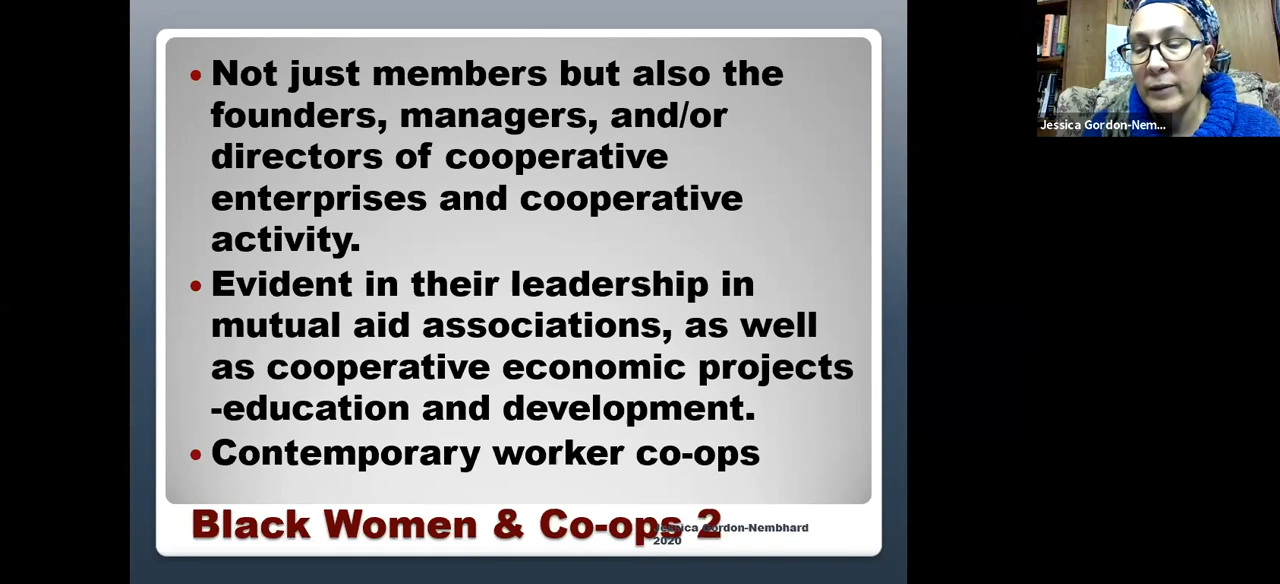 • Not just members but also the
founders, managers, and/or
directors of cooperative
enterprises and cooperative
activity.
• Evident in their leadership in
mutual aid associations, as well
as cooperative economic projects
-education and development.
• Contemporary worker co-ops
Black Women & Co-ops 2
Jessica Gordon-Nembhard
2020
Jessica Gordon-Nem...